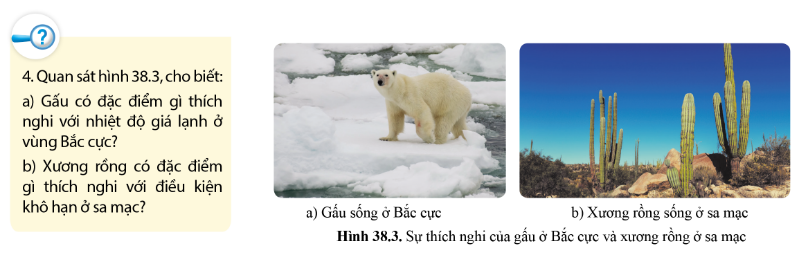 4. Quan sát hình 38.3, cho biết:
a) Gấu có đặc điểm gì thích
nghi với nhiệt độ giá lạnh ở
vùng Bắc cực?
b) Xương rồng có đặc điểm
gì thích nghi với điều kiện
khô hạn ở sa mạc?
a) Gấu sống ở Bắc cực
b) Xương rồng sống ở sa mạc
Hình 38.3. Sự thích nghi của gấu ở Bắc cực và xương rồng ở sa mạc